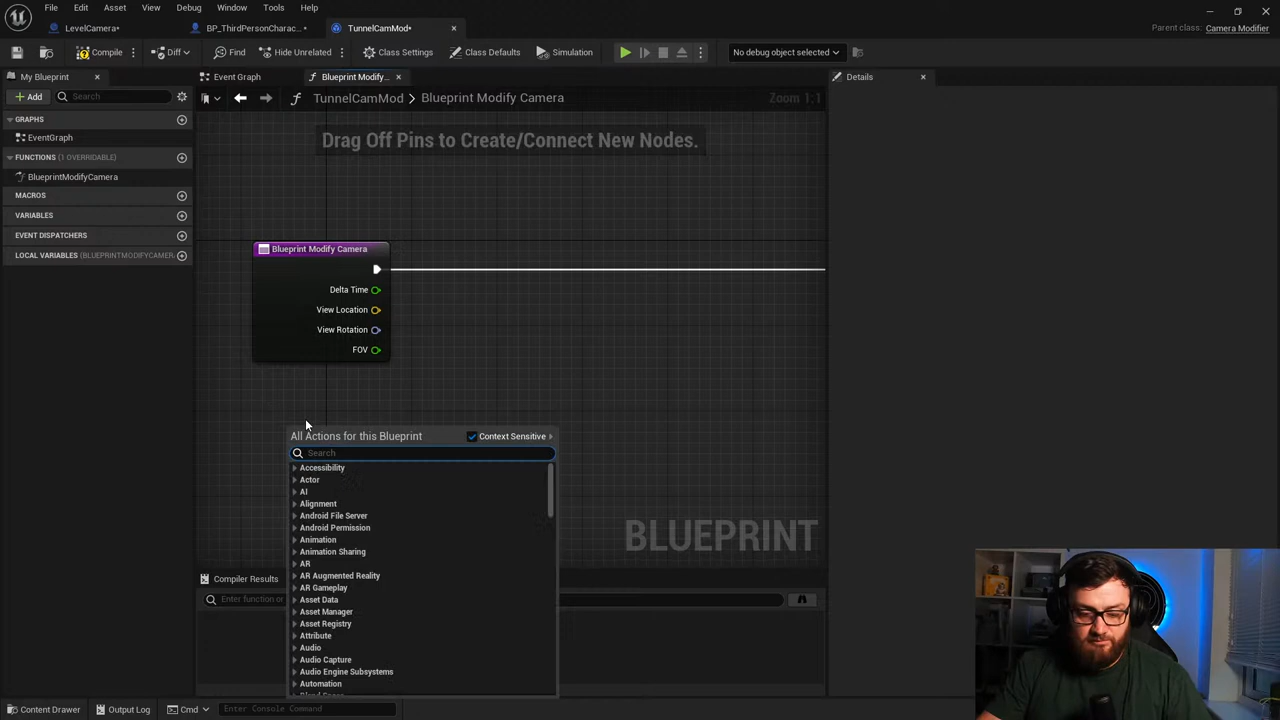 File Edit Asset View Debug Window Tools Help
LevelCamera• BP_ThirdPersonCharac...• TunnelCamMod•
Parent class: Camera Modifier
Compile Diff Find Hide Unrelated Class Settings Class Defaults Simulation No debug object selected
My Blueprint Event Graph Blueprint Modify... Details
+ Add Search
TunnelCamMod > Blueprint Modify Camera Zoom 1:1
GRAPHS
EventGraph
FUNCTIONS (1 OVERRIDABLE)
BlueprintModifyCamera
MACROS
VARIABLES
EVENT DISPATCHERS
LOCAL VARIABLES (BLUEPRINTMODIFYCAMER
Drag Off Pins to Create/Connect New Nodes.
Blueprint Modify Camera
Delta Time
View Location
View Rotation
FOV
All Actions for this Blueprint Context Sensitive
Search
Accessibility
Actor
AI
Alignment
Android File Server
Android Permission
Animation
Animation Sharing
AR
AR Augmented Reality
AR Gameplay
Asset Data
Asset Manager
Asset Registry
Attribute
Audio
Audio Capture
Audio Engine Subsystems
Automation
BLUEPRINT
Compiler Results
Enter function or
Content Drawer Output Log Cmd Enter Console Command